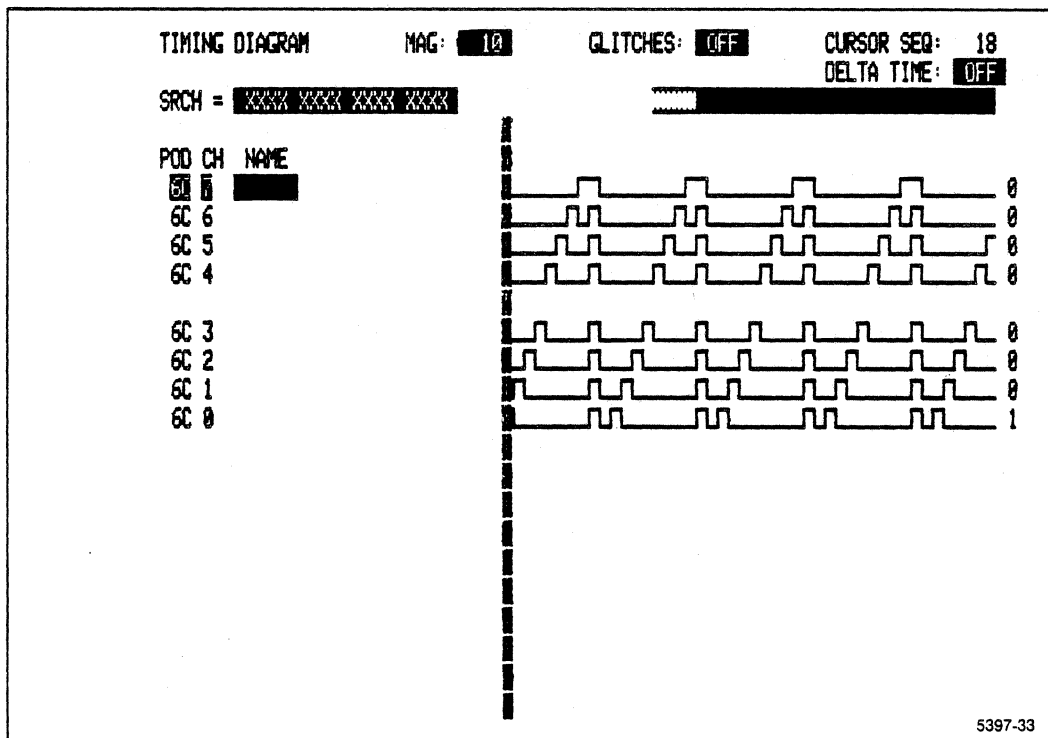 TIMING DIAGRAM MAG: 10 GLITCHES: OFF CURSOR SEQ: 18
DELTA TIME: OFF
SRCH = XXXX XXXX XXXX XXXX
POD CH NAME
6C 7 0
6C 6 0
6C 5 0
6C 4 0
6C 3 0
6C 2 0
6C 1 0
6C 0 1
5397-33